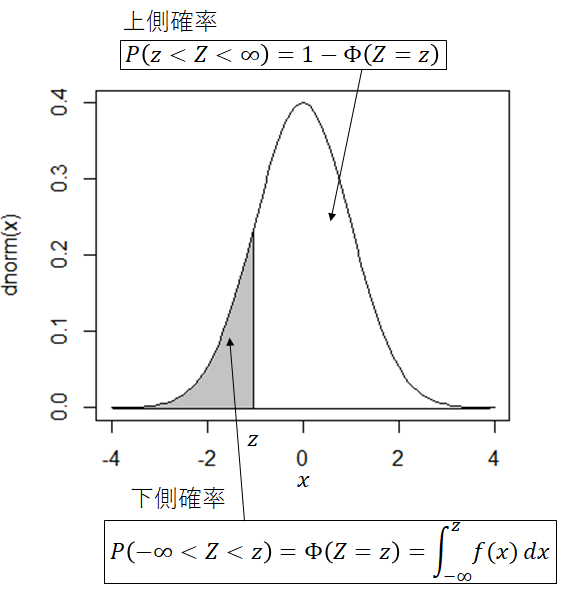 上側確率
P(z < Z < ∞) = 1 − Φ(Z = z)
dnorm(x)
0.4
0.3
0.2
0.1
0.0
-4 -2 0 2 4
z
x
下側確率
P(−∞ < Z < z) = Φ(Z = z) = ∫_{−∞}^{z} f(x) dx